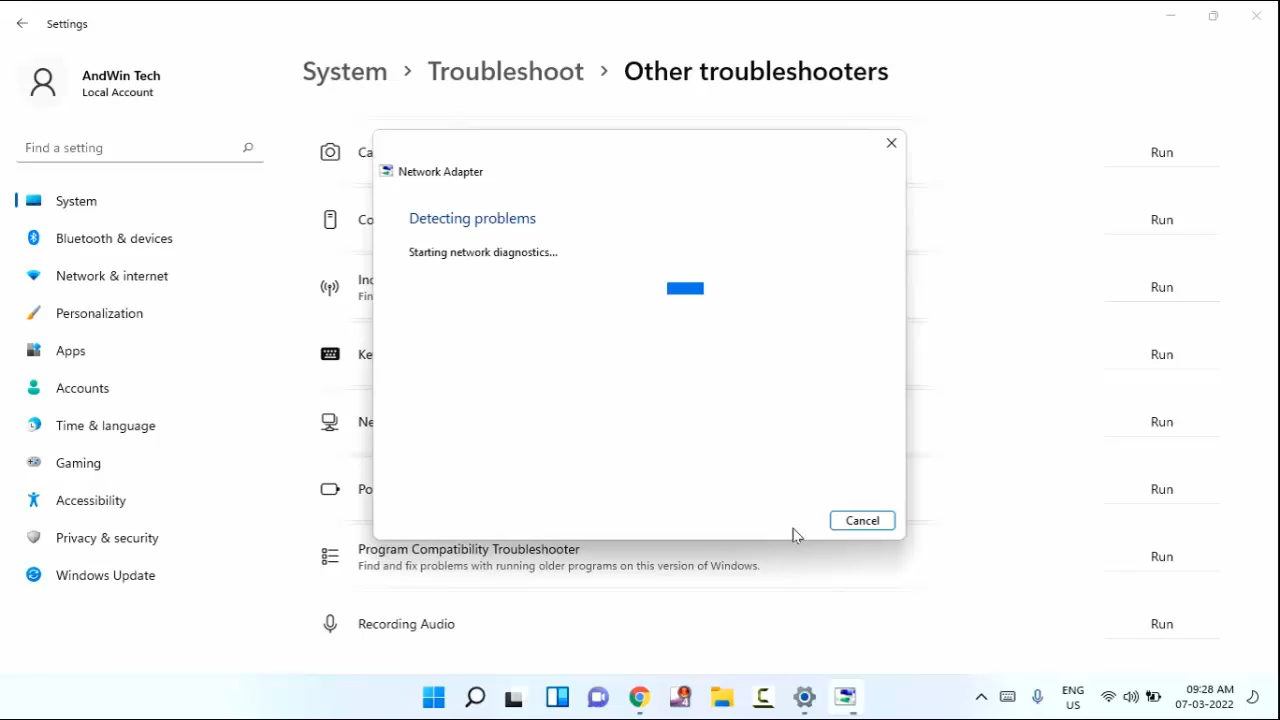 Settings
AndWin Tech
Local Account
Find a setting
System
Bluetooth & devices
Network & internet
Personalization
Apps
Accounts
Time & language
Gaming
Accessibility
Privacy & security
Windows Update
System > Troubleshoot > Other troubleshooters
Ca
Run
Co
Run
Inc
Fin
Run
Ke
Run
Ne
Run
Po
Run
Network Adapter
Detecting problems
Starting network diagnostics...
Cancel
Program Compatibility Troubleshooter
Find and fix problems with running older programs on this version of Windows.
Run
Recording Audio
Run
ENG
US
09:28 AM
07-03-2022